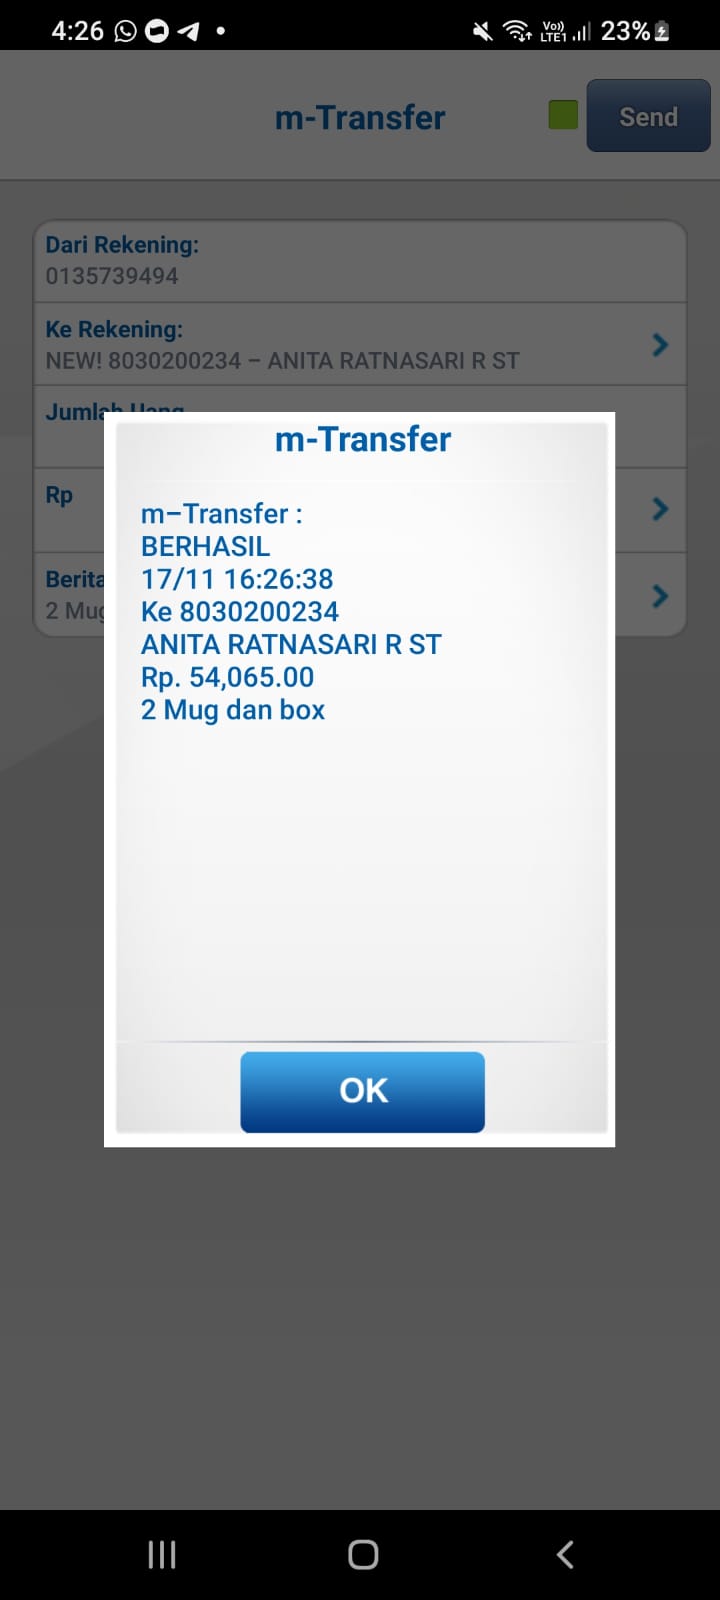 4:26
Vo))
LTE1
23%
m-Transfer
Send
Dari Rekening:
0135739494
Ke Rekening:
NEW! 8030200234 – ANITA RATNASARI R ST
Jumlah Uang
Rp
Berita
2 Mug
m-Transfer
m–Transfer :
BERHASIL
17/11 16:26:38
Ke 8030200234
ANITA RATNASARI R ST
Rp. 54,065.00
2 Mug dan box
OK